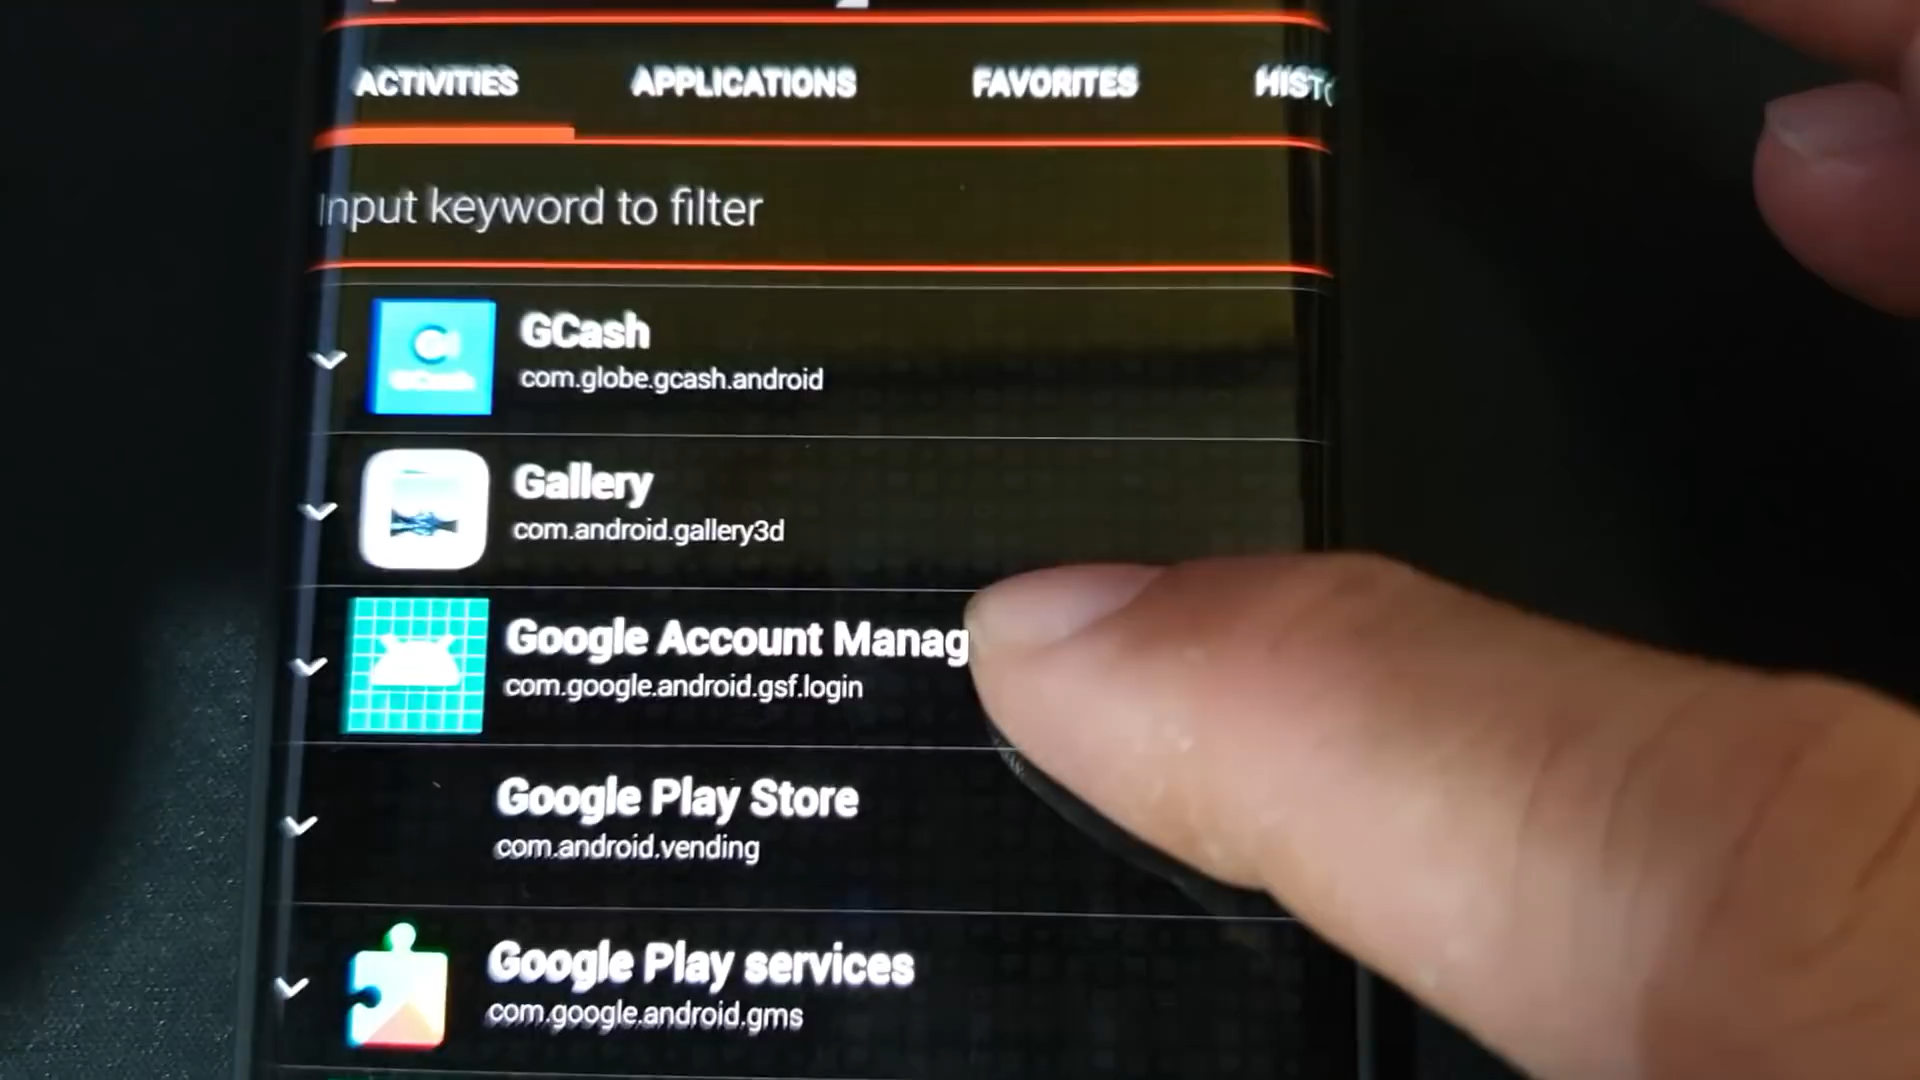 ACTIVITIES APPLICATIONS FAVORITES
Input keyword to filter
GCash
com.globe.gcash.android
Gallery
com.android.gallery3d
Google Account Manag
com.google.android.gsf.login
Google Play Store
com.android.vending
Google Play services
com.google.android.gms